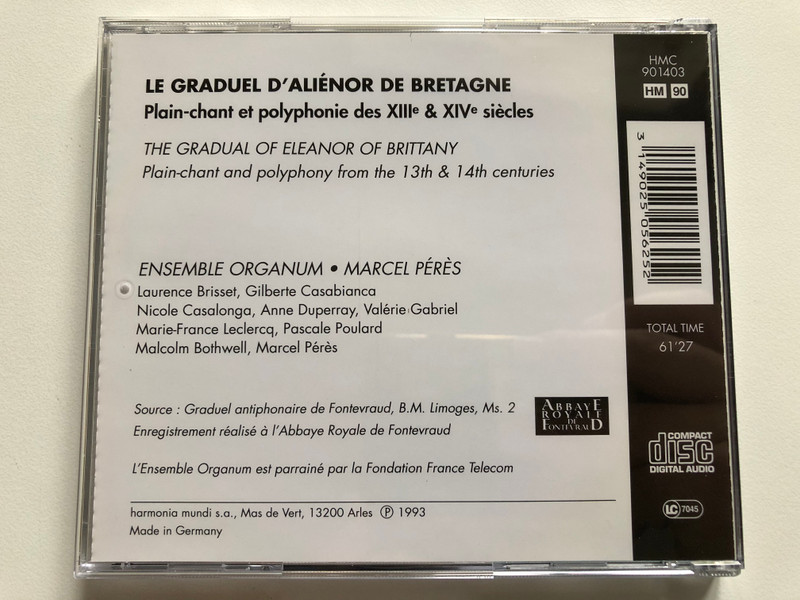 LE GRADUEL D'ALIÉNOR DE BRETAGNE
Plain-chant et polyphonie des XIIIe & XIVe siècles
THE GRADUAL OF ELEANOR OF BRITTANY
Plain-chant and polyphony from the 13th & 14th centuries
ENSEMBLE ORGANUM • MARCEL PÉRÈS
Laurence Brisset, Gilberte Casabianca
Nicole Casalonga, Anne Duperray, Valérie Gabriel
Marie-France Leclercq, Pascale Poulard
Malcolm Bothwell, Marcel Pérès
Source : Graduel antiphonaire de Fontevraud, B.M. Limoges, Ms. 2
Enregistrement réalisé à l'Abbaye Royale de Fontevraud
ABBAYE
ROYALE
DE
FONTEVRAUD
L'Ensemble Organum est parrainé par la Fondation France Telecom
harmonia mundi s.a., Mas de Vert, 13200 Arles ℗ 1993
Made in Germany
HMC
901403
HM 90
3 149025 056252
TOTAL TIME
61'27
COMPACT
disc
DIGITAL AUDIO
LC 7045